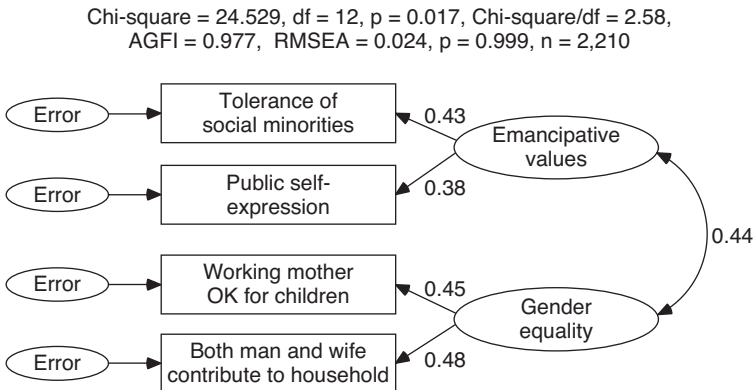 Chi-square = 24.529, df = 12, p = 0.017, Chi-square/df = 2.58,
AGFI = 0.977, RMSEA = 0.024, p = 0.999, n = 2,210
Error
Tolerance of
social minorities
0.43
Emancipative
values
Error
Public self-
expression
0.38
0.44
Error
Working mother
OK for children
0.45
Gender
equality
Error
Both man and wife
contribute to household
0.48